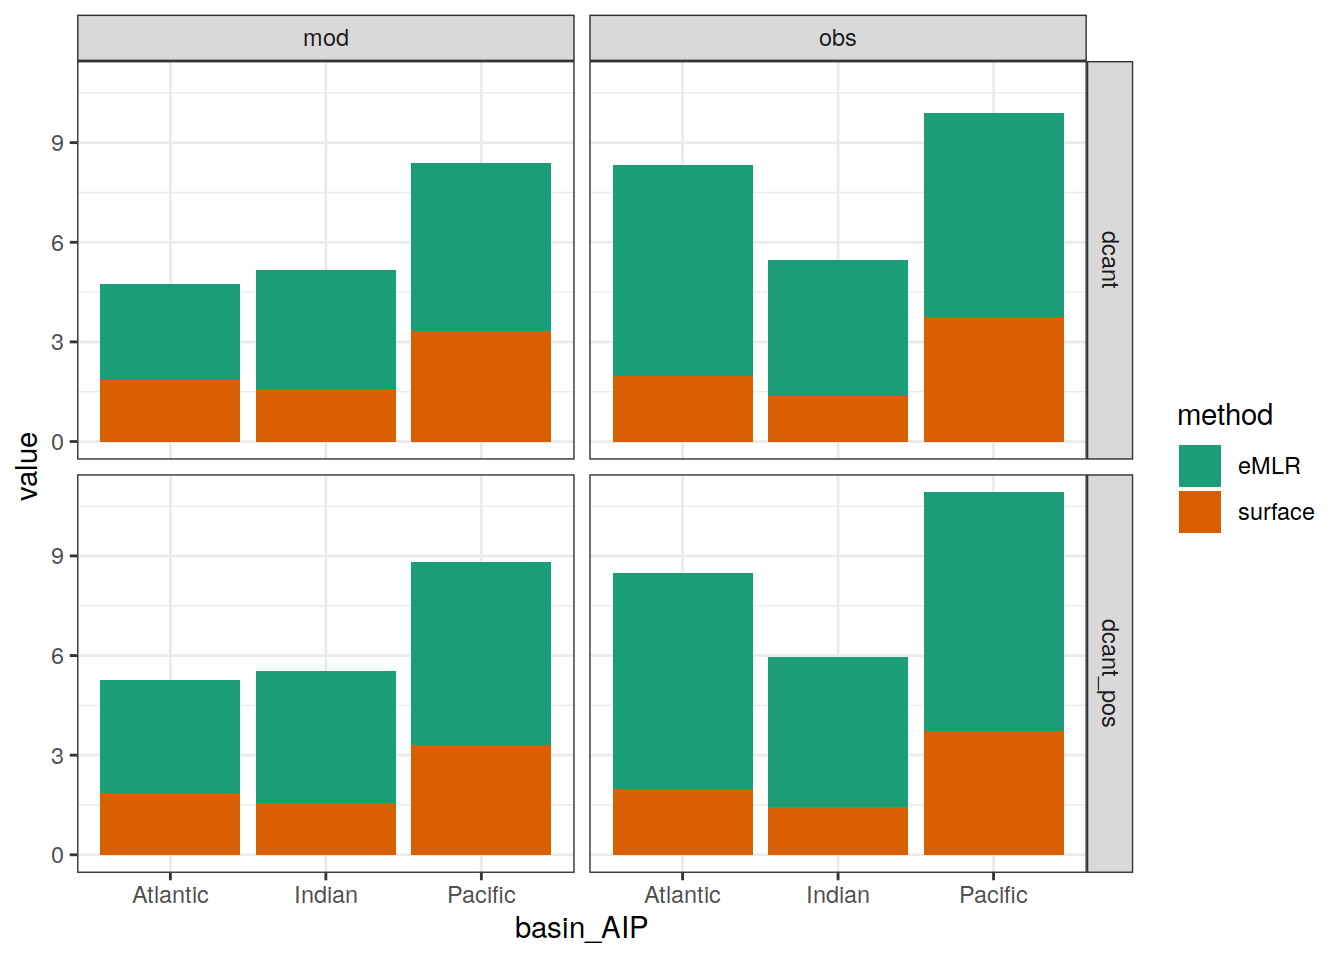 mod
obs
9
6
3
0
dcant
9
6
3
0
dcant_pos
value
Atlantic
Indian
Pacific
Atlantic
Indian
Pacific
basin_AIP
method
eMLR
surface